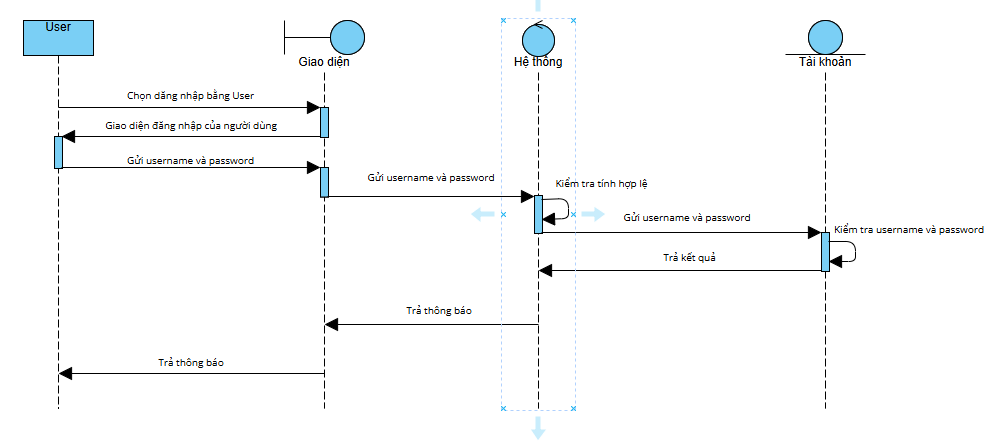 User
Giao diện
Hệ thống
Tài khoản
Chọn dăng nhập bằng User
Giao diện đăng nhập của người dùng
Gửi username và password
Gửi username và password
Kiểm tra tính hợp lệ
Gửi username và password
Kiểm tra username và password
Trả kết quả
Trả thông báo
Trả thông báo